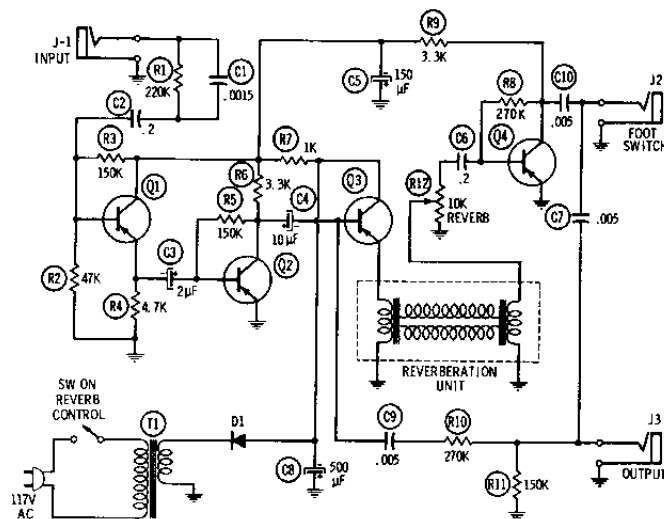 J-1
INPUT
R1
220K
C1
.0015
C2
.2
R3
150K
Q1
R2
47K
R4
4.7K
C3
2µF
R5
150K
R6
3.3K
R7
1K
C4
10µF
Q2
Q3
C5
150
µF
R9
3.3K
R8
270K
C10
.005
J2
FOOT
SWITCH
Q4
C6
.2
R12
10K
REVERB
C7
.005
REVERBERATION
UNIT
SW ON
REVERB
CONTROL
T1
D1
117V
AC
C8
500
µF
C9
.005
R10
270K
R11
150K
J3
OUTPUT